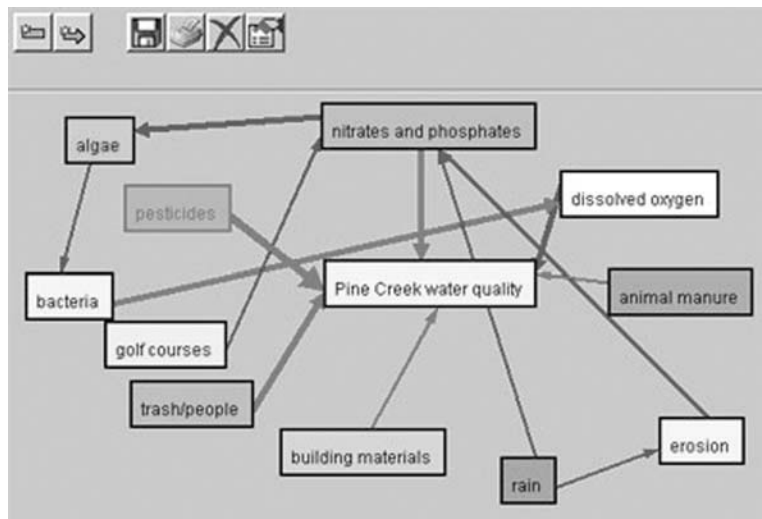 nitrates and phosphates
algae
dissolved oxygen
pesticides
Pine Creek water quality
animal manure
bacteria
golf courses
trash/people
building materials
erosion
rain